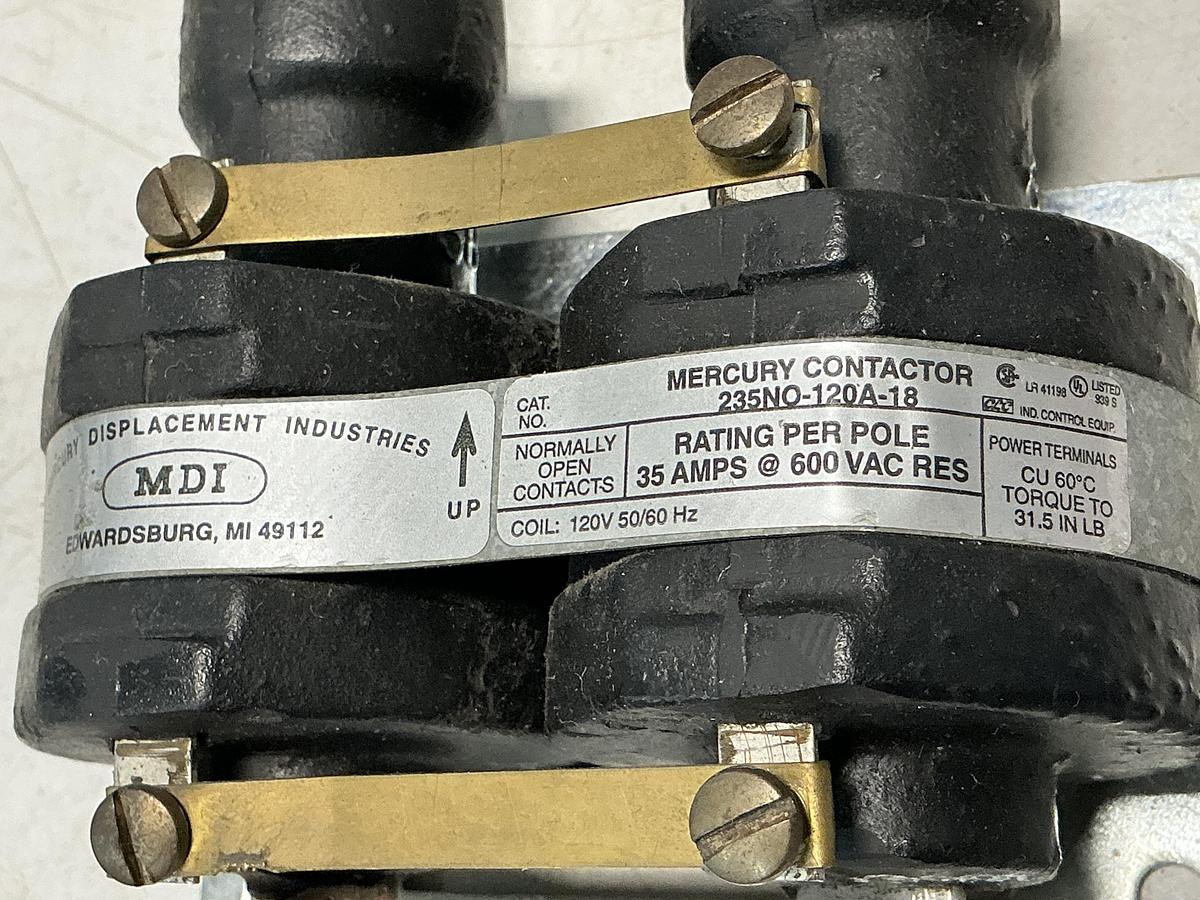 DISPLACEMENT INDUSTRIES
MDI
EDWARDSBURG, MI 49112
UP
MERCURY CONTACTOR
CAT. NO. 235NO-120A-18
NORMALLY
OPEN
CONTACTS
RATING PER POLE
35 AMPS @ 600 VAC RES
COIL: 120V 50/60 Hz
LR 41198 UL LISTED
939 S
IND. CONTROL EQUIP.
POWER TERMINALS
CU 60°C
TORQUE TO
31.5 IN LB